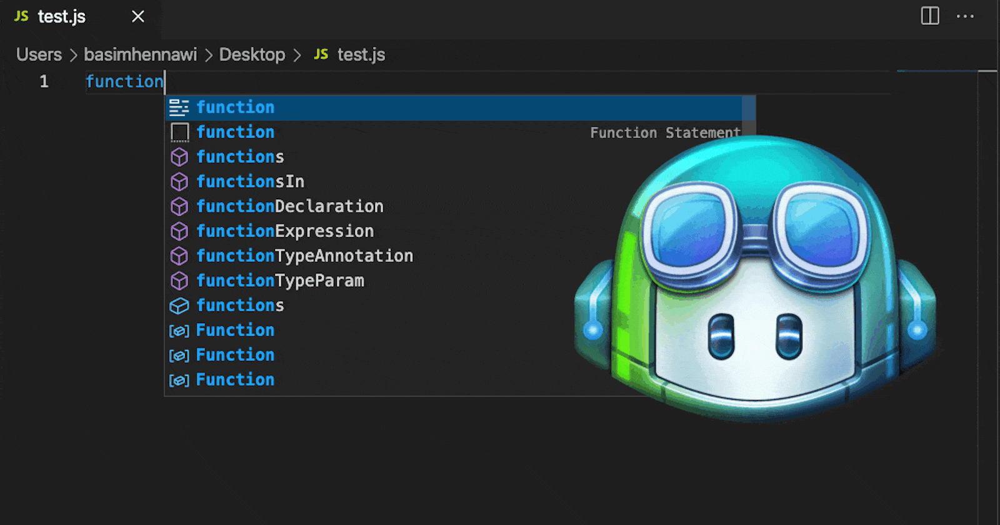 JS test.js
Users > basimhennawi > Desktop > JS test.js
1 function
function
function Function Statement
functions
functionsIn
functionDeclaration
functionExpression
functionTypeAnnotation
functionTypeParam
functions
Function
Function
Function